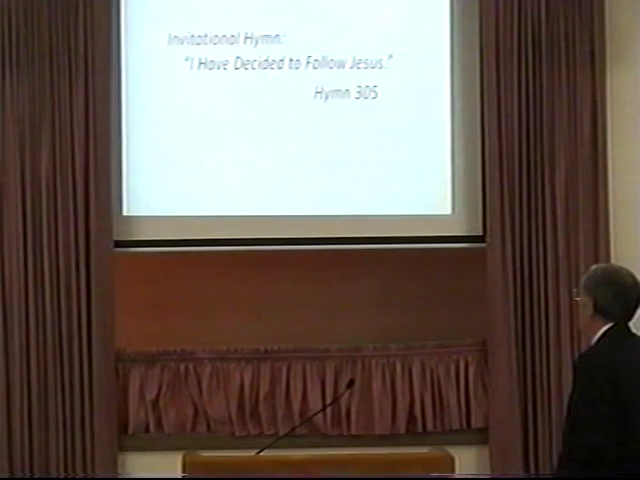 Invitational Hymn:
"I Have Decided to Follow Jesus."
Hymn 305